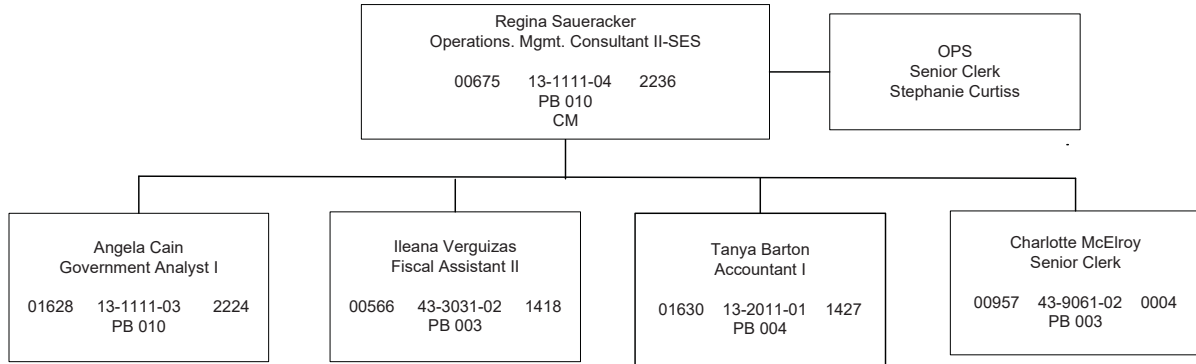 Regina Saueracker
Operations. Mgmt. Consultant II-SES
00675 13-1111-04 2236
PB 010
CM
OPS
Senior Clerk
Stephanie Curtiss
Angela Cain
Government Analyst I
01628 13-1111-03 2224
PB 010
Ileana Verguizas
Fiscal Assistant II
00566 43-3031-02 1418
PB 003
Tanya Barton
Accountant I
01630 13-2011-01 1427
PB 004
Charlotte McElroy
Senior Clerk
00957 43-9061-02 0004
PB 003